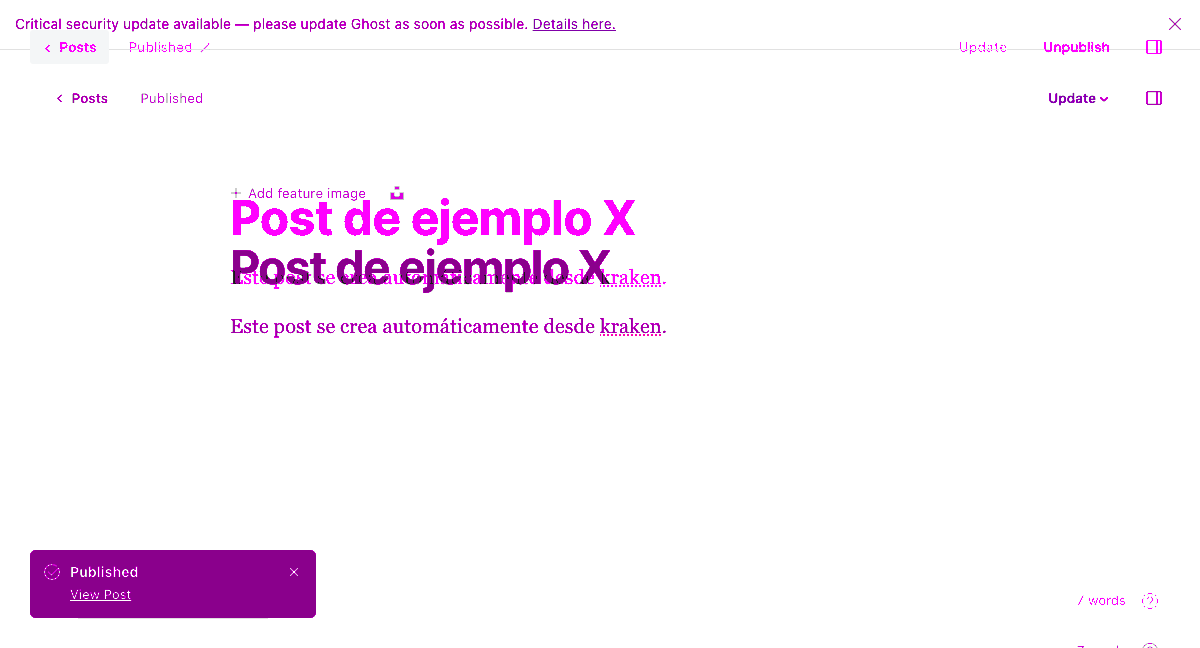 Critical security update available — please update Ghost as soon as possible. Details here.
Posts Published Update Unpublish
Posts Published Update
Add feature image
Post de ejemplo X
Post de ejemplo X
Este post se crea automáticamente desde kraken.
Este post se crea automáticamente desde kraken.
Published
View Post
7 words